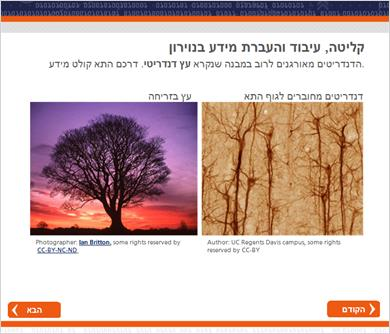 קליטה, עיבוד והעברת מידע בנוירון
הדנדריטים מאורגנים לרוב במבנה שנקרא עץ דנדריטי. דרכם התא קולט מידע.
דנדריטים מחוברים לגוף התא
עץ בזריחה
Author: UC Regents Davis campus, some rights reserved by CC-BY
Photographer: Ian Britton, some rights reserved by
CC-BY-NC-ND
הקודם
הבא